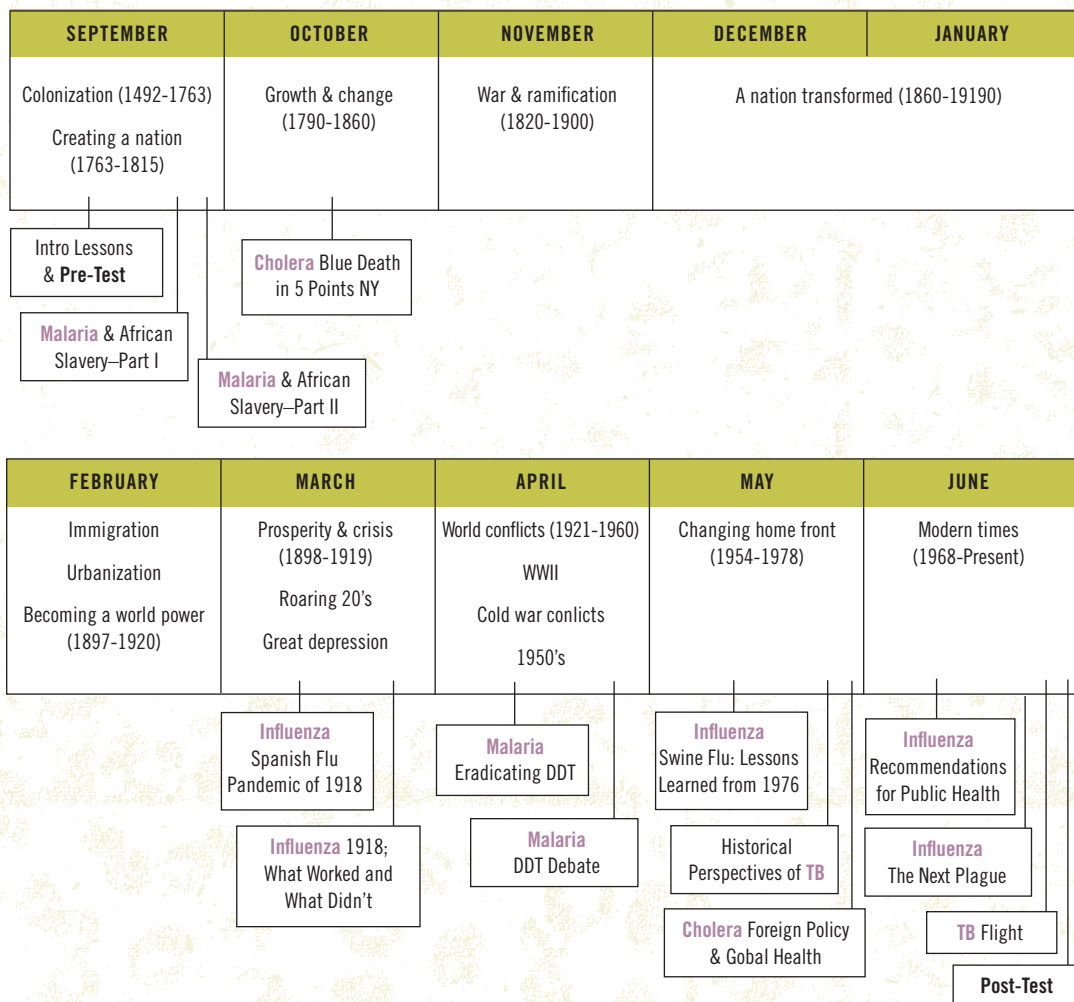 SEPTEMBER
OCTOBER
NOVEMBER
DECEMBER
JANUARY
Colonization (1492-1763)
Creating a nation
(1763-1815)
Growth & change
(1790-1860)
War & ramification
(1820-1900)
A nation transformed (1860-19190)
Intro Lessons
& Pre-Test
Malaria & African
Slavery–Part I
Malaria & African
Slavery–Part II
Cholera Blue Death
in 5 Points NY
FEBRUARY
MARCH
APRIL
MAY
JUNE
Immigration
Urbanization
Becoming a world power
(1897-1920)
Prosperity & crisis
(1898-1919)
Roaring 20's
Great depression
World conflicts (1921-1960)
WWII
Cold war conlicts
1950's
Changing home front
(1954-1978)
Modern times
(1968-Present)
Influenza
Spanish Flu
Pandemic of 1918
Influenza 1918;
What Worked and
What Didn't
Malaria
Eradicating DDT
Malaria
DDT Debate
Influenza
Swine Flu: Lessons
Learned from 1976
Historical
Perspectives of TB
Cholera Foreign Policy
& Gobal Health
Influenza
Recommendations
for Public Health
Influenza
The Next Plague
TB Flight
Post-Test